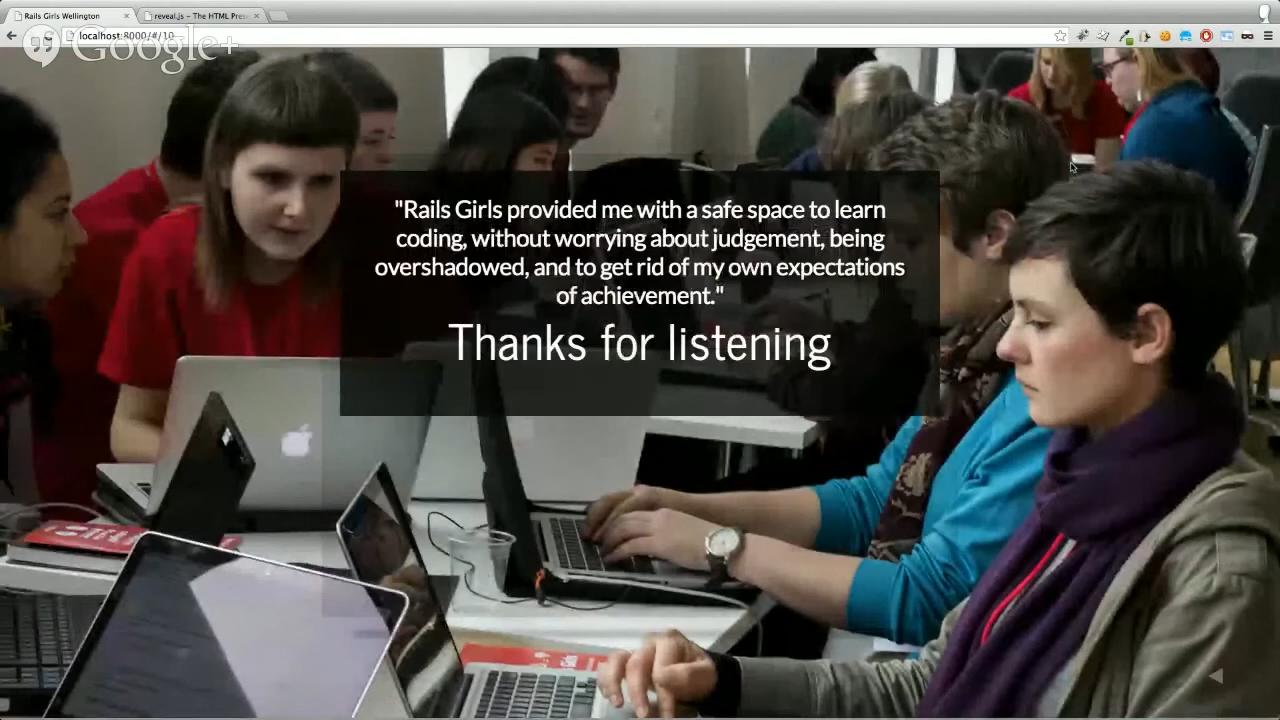 Rails Girls Wellington
reveal.js – The HTML Pres
localhost:8000/#/10
Google+
"Rails Girls provided me with a safe space to learn
coding, without worrying about judgement, being
overshadowed, and to get rid of my own expectations
of achievement."
Thanks for listening